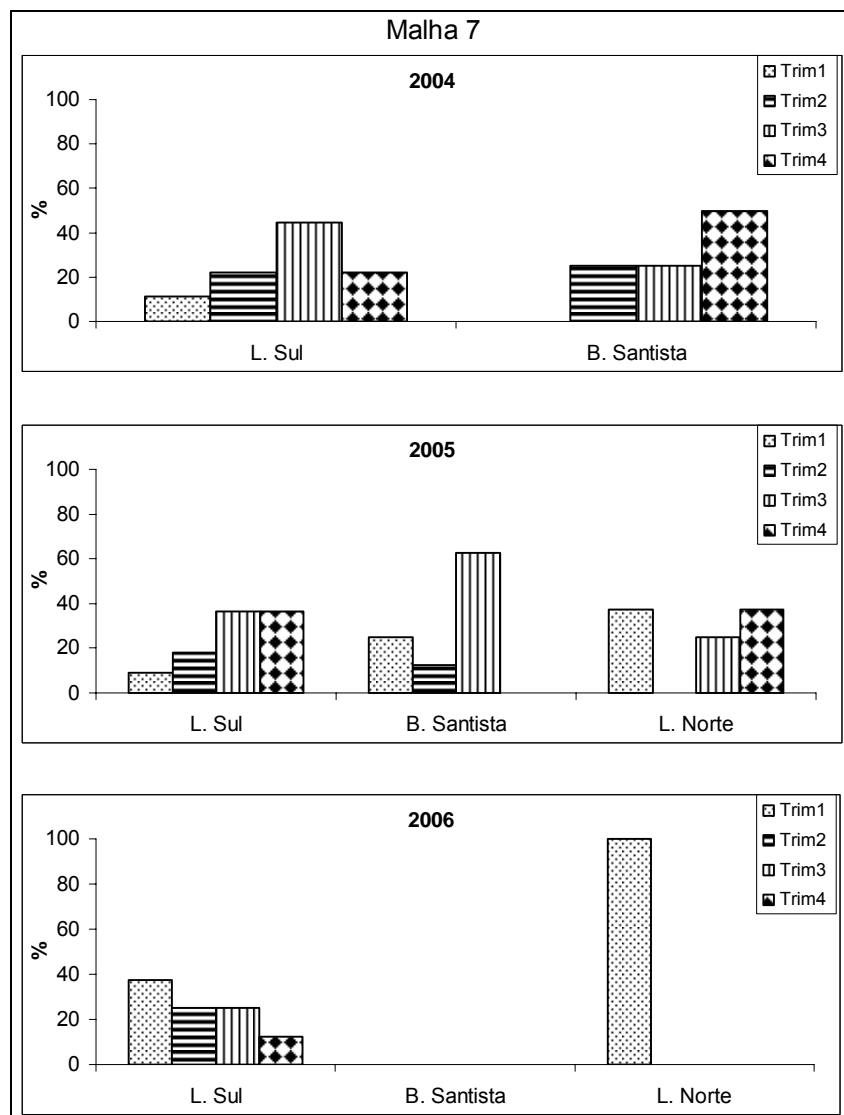 Malha 7
2004
Trim1
Trim2
Trim3
Trim4
%
100
80
60
40
20
0
L. Sul B. Santista
2005
Trim1
Trim2
Trim3
Trim4
%
100
80
60
40
20
0
L. Sul B. Santista L. Norte
2006
Trim1
Trim2
Trim3
Trim4
%
100
80
60
40
20
0
L. Sul B. Santista L. Norte